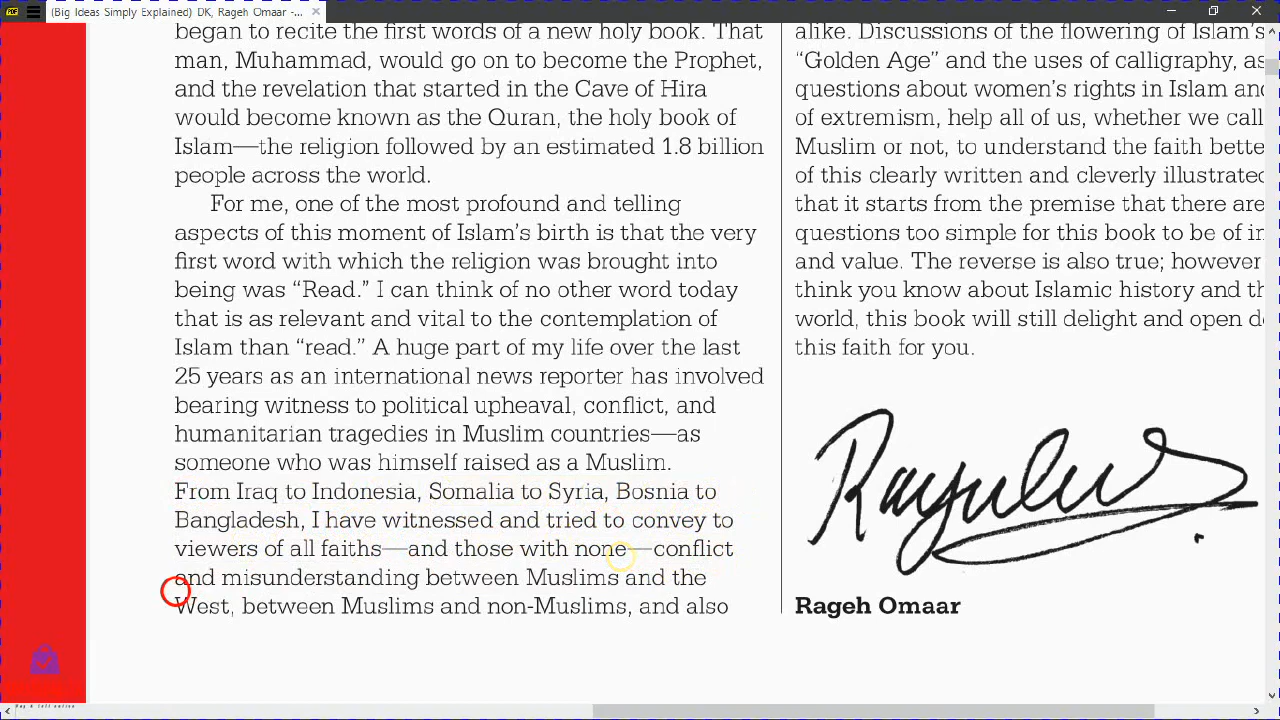 (Big Ideas Simply Explained) DK, Rageh Omaar -...
began to recite the first words of a new holy book. That
man, Muhammad, would go on to become the Prophet,
and the revelation that started in the Cave of Hira
would become known as the Quran, the holy book of
Islam—the religion followed by an estimated 1.8 billion
people across the world.
For me, one of the most profound and telling
aspects of this moment of Islam's birth is that the very
first word with which the religion was brought into
being was “Read.” I can think of no other word today
that is as relevant and vital to the contemplation of
Islam than “read.” A huge part of my life over the last
25 years as an international news reporter has involved
bearing witness to political upheaval, conflict, and
humanitarian tragedies in Muslim countries—as
someone who was himself raised as a Muslim.
From Iraq to Indonesia, Somalia to Syria, Bosnia to
Bangladesh, I have witnessed and tried to convey to
viewers of all faiths—and those with none—conflict
and misunderstanding between Muslims and the
West, between Muslims and non-Muslims, and also
alike. Discussions of the flowering of Islam's
“Golden Age” and the uses of calligraphy, as
questions about women's rights in Islam and
of extremism, help all of us, whether we call
Muslim or not, to understand the faith bette
of this clearly written and cleverly illustrated
that it starts from the premise that there are
questions too simple for this book to be of in
and value. The reverse is also true; however
think you know about Islamic history and th
world, this book will still delight and open d
this faith for you.
Rageh Omaar